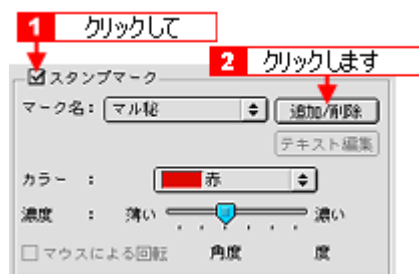 1 クリックして
2 クリックします
スタンプマーク
マーク名： マル秘 追加/削除
テキスト編集
カラー ： 赤
濃度 ： 薄い 濃い
マウスによる回転 角度 度